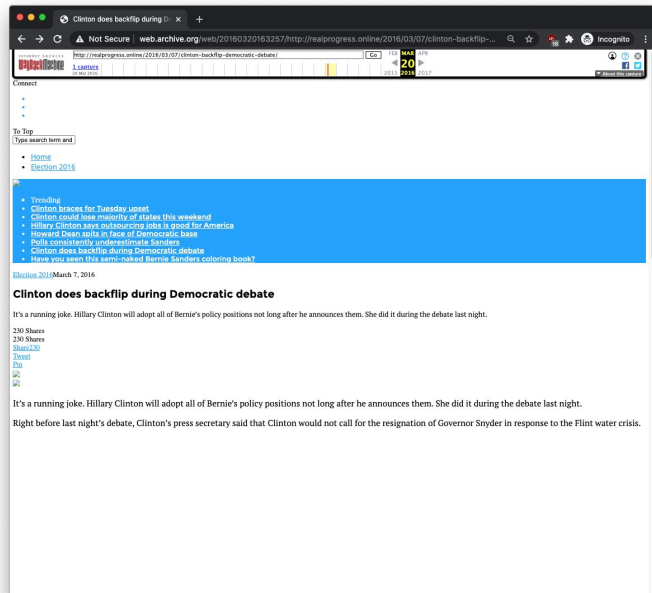 Clinton does backflip during De
Not Secure | web.archive.org/web/20160320163257/http://realprogress.online/2016/03/07/clinton-backflip-...
16
Incognito
INTERNET ARCHIVE
WayBackMachine
http://realprogress.online/2016/03/07/clinton-backflip-democratic-debate/
Go
FEB MAR APR
1 capture
20
20 Mar 2016
2015 2016 2017
About this capture
Connect
To Top
Type search term and
Home
Election 2016
Trending
Clinton braces for Tuesday upset
Clinton could lose majority of states this weekend
Hillary Clinton says outsourcing jobs is good for America
Howard Dean spits in face of Democratic base
Polls consistently underestimate Sanders
Clinton does backflip during Democratic debate
Have you seen this semi-naked Bernie Sanders coloring book?
Election 2016March 7, 2016
Clinton does backflip during Democratic debate
It's a running joke. Hillary Clinton will adopt all of Bernie's policy positions not long after he announces them. She did it during the debate last night.
230 Shares
230 Shares
Share230
Tweet
Pin
It's a running joke. Hillary Clinton will adopt all of Bernie's policy positions not long after he announces them. She did it during the debate last night.
Right before last night's debate, Clinton's press secretary said that Clinton would not call for the resignation of Governor Snyder in response to the Flint water crisis.